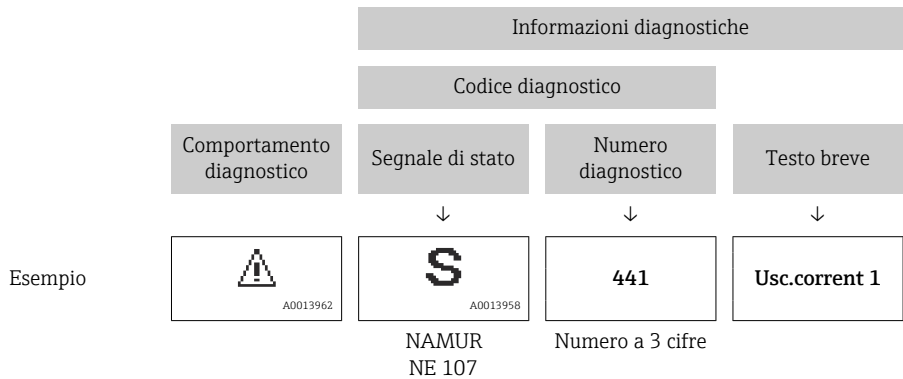 Informazioni diagnostiche
Codice diagnostico
Comportamento
diagnostico
Segnale di stato
Numero
diagnostico
Testo breve
↓ ↓ ↓
Esempio
A0013962
S
A0013958
441
Usc.corrent 1
NAMUR
NE 107
Numero a 3 cifre